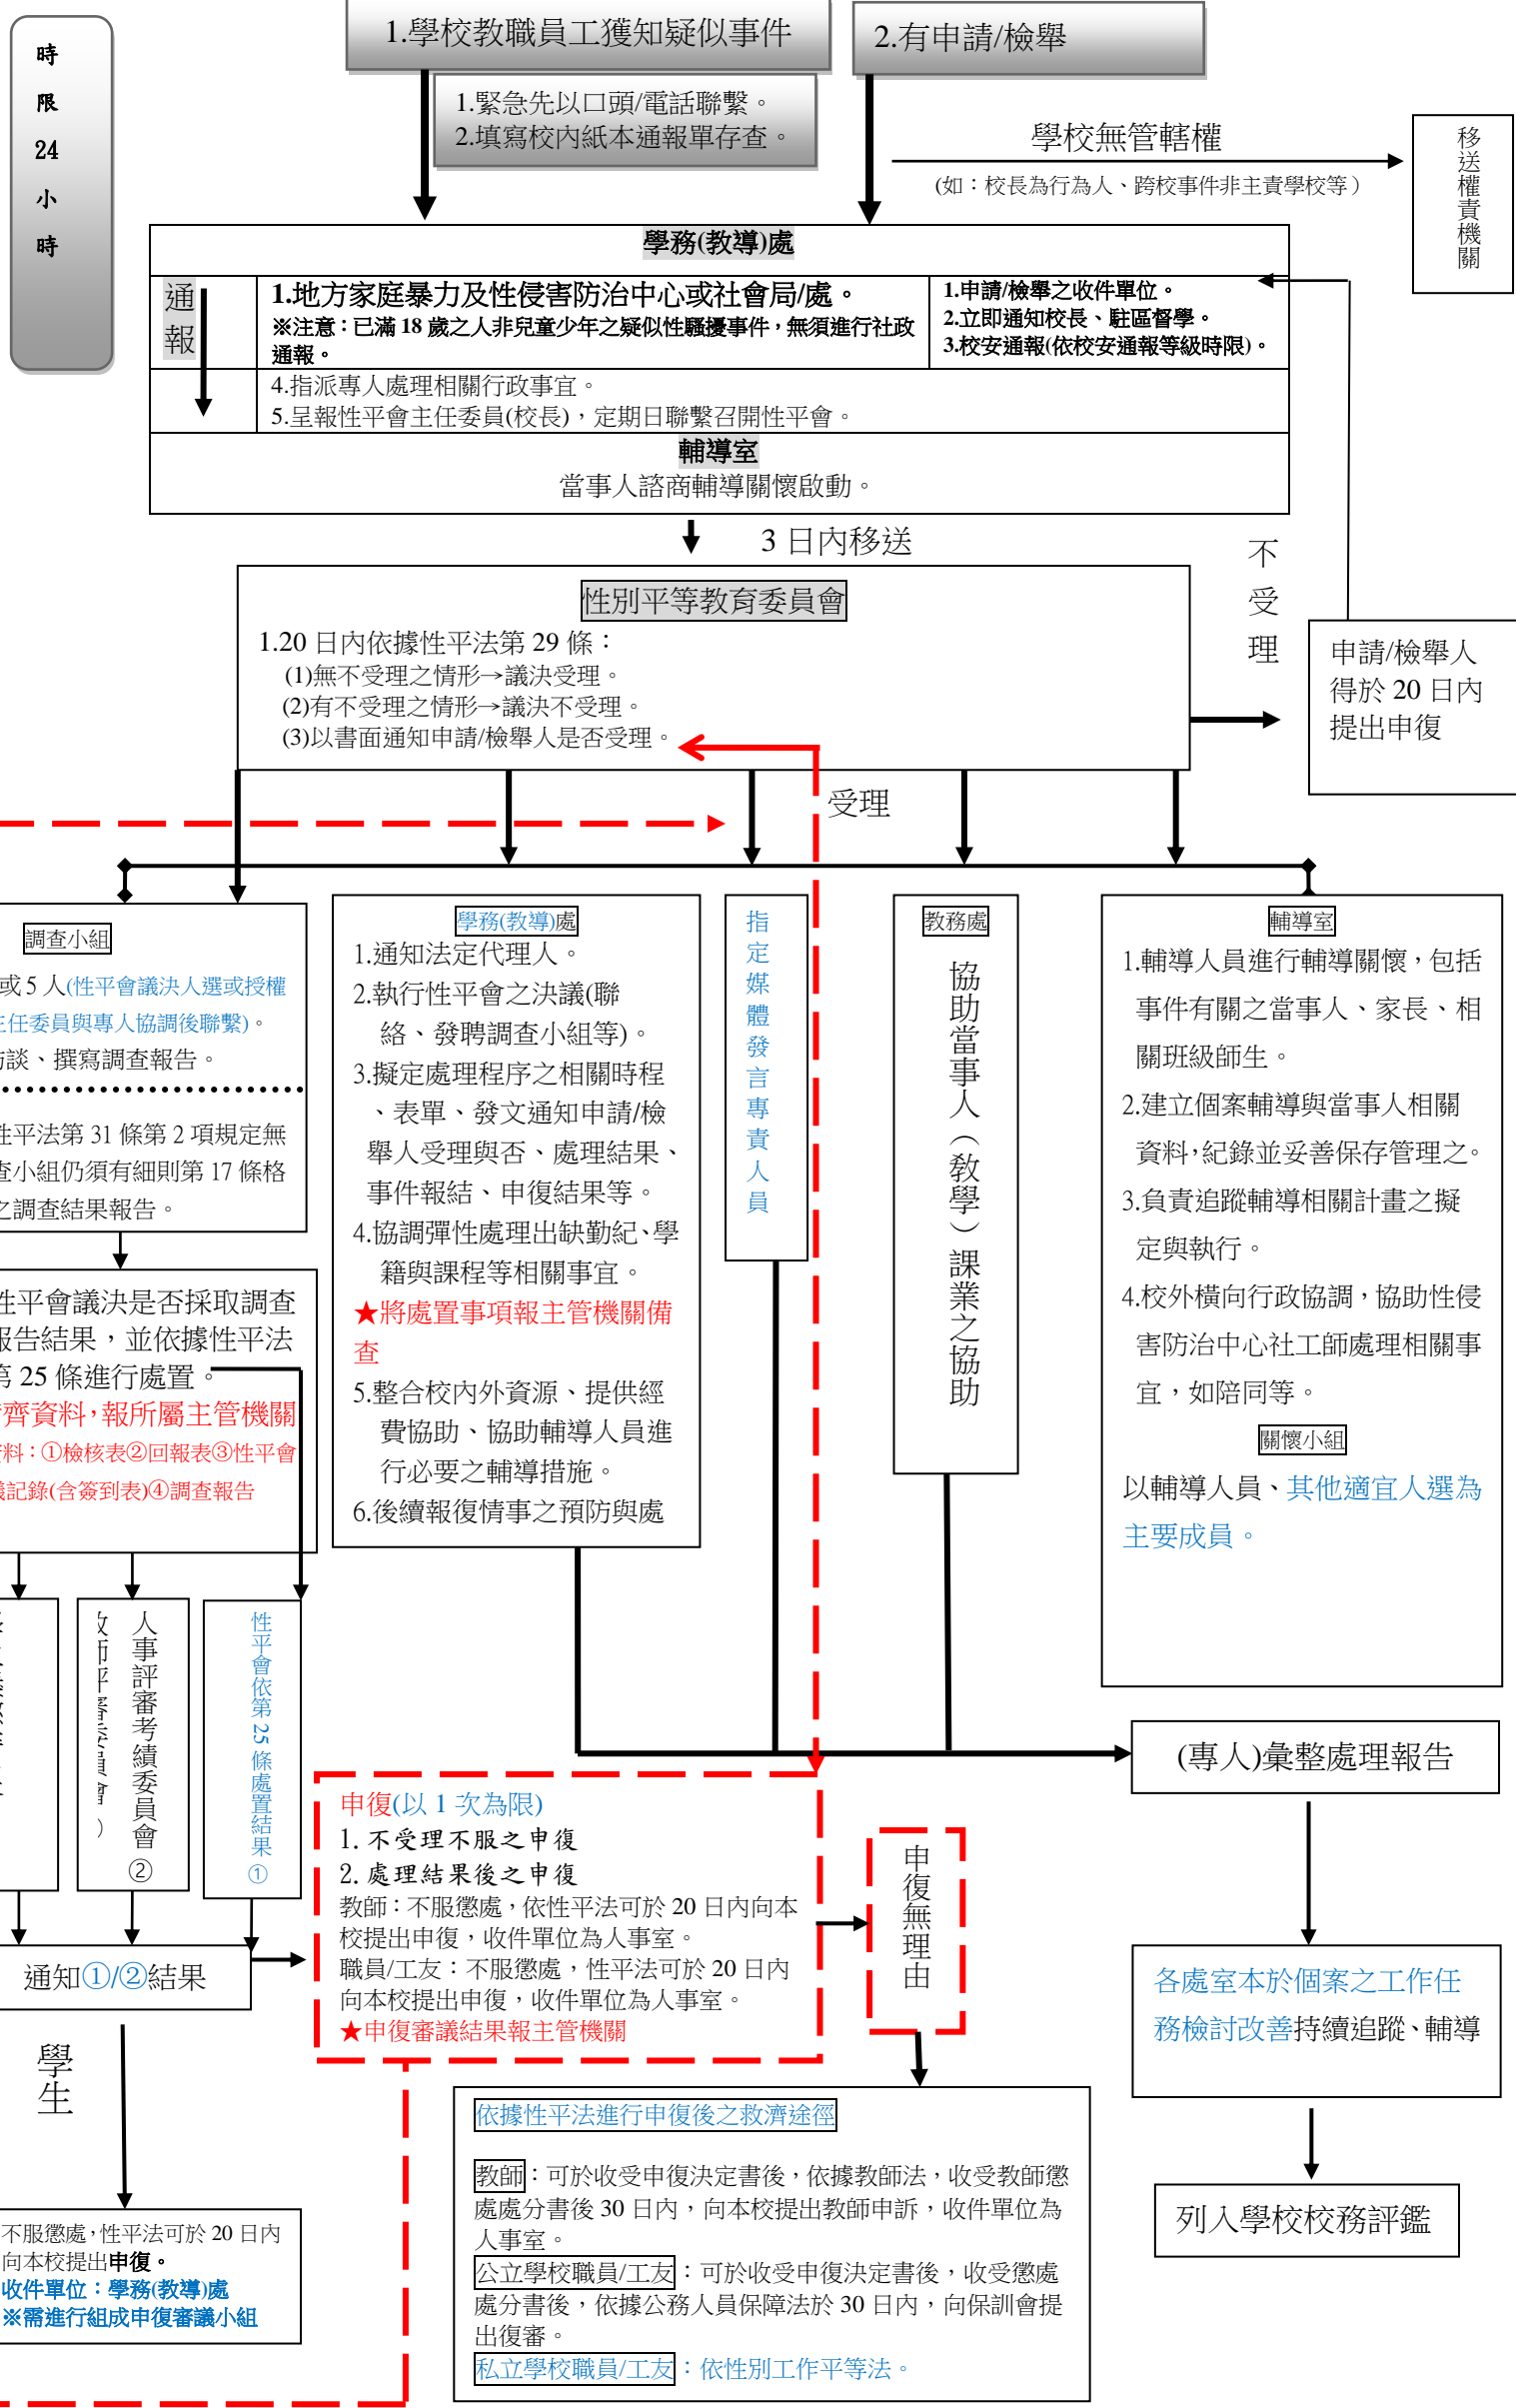 時
限
24
小
時
1.學校教職員工獲知疑似事件
2.有申請/檢舉
1.緊急先以口頭/電話聯繫。
2.填寫校內紙本通報單存查。
學校無管轄權
(如：校長為行為人、跨校事件非主責學校等）
移送權責機關
學務(教導)處
通
報
1.地方家庭暴力及性侵害防治中心或社會局/處。
※注意：已滿 18 歲之人非兒童少年之疑似性騷擾事件，無須進行社政
通報。
1.申請/檢舉之收件單位。
2.立即通知校長、駐區督學。
3.校安通報(依校安通報等級時限)。
4.指派專人處理相關行政事宜。
5.呈報性平會主任委員(校長)，定期日聯繫召開性平會。
輔導室
當事人諮商輔導關懷啟動。
3 日內移送
不
受
理
性別平等教育委員會
1.20 日內依據性平法第 29 條：
(1)無不受理之情形→議決受理。
(2)有不受理之情形→議決不受理。
(3)以書面通知申請/檢舉人是否受理。
申請/檢舉人
得於 20 日內
提出申復
受理
調查小組
或 5 人(性平會議決人選或授權
主任委員與專人協調後聯繫)。
訪談、撰寫調查報告。
性平法第 31 條第 2 項規定無
查小組仍須有細則第 17 條格
之調查結果報告。
學務(教導)處
1.通知法定代理人。
2.執行性平會之決議(聯
絡、發聘調查小組等)。
3.擬定處理程序之相關時程
、表單、發文通知申請/檢
舉人受理與否、處理結果、
事件報結、申復結果等。
4.協調彈性處理出缺勤紀、學
籍與課程等相關事宜。
★將處置事項報主管機關備
查
5.整合校內外資源、提供經
費協助、協助輔導人員進
行必要之輔導措施。
6.後續報復情事之預防與處
指定媒體發言專責人員
教務處
協助當事人（教學）課業之協助
輔導室
1.輔導人員進行輔導關懷，包括
事件有關之當事人、家長、相
關班級師生。
2.建立個案輔導與當事人相關
資料，紀錄並妥善保存管理之。
3.負責追蹤輔導相關計畫之擬
定與執行。
4.校外橫向行政協調，協助性侵
害防治中心社工師處理相關事
宜，如陪同等。
關懷小組
以輔導人員、其他適宜人選為
主要成員。
性平會議決是否採取調查
報告結果，並依據性平法
第 25 條進行處置。
齊資料，報所屬主管機關
料：①檢核表②回報表③性平會
議記錄(含簽到表)④調查報告
人事評審考績委員會②
性平會依第 25 條處置結果①
通知①/②結果
(專人)彙整處理報告
申復(以 1 次為限)
1. 不受理不服之申復
2. 處理結果後之申復
教師：不服懲處，依性平法可於 20 日內向本
校提出申復，收件單位為人事室。
職員/工友：不服懲處，性平法可於 20 日內
向本校提出申復，收件單位為人事室。
★申復審議結果報主管機關
申復無理由
各處室本於個案之工作任
務檢討改善持續追蹤、輔導
學
生
依據性平法進行申復後之救濟途徑
教師：可於收受申復決定書後，依據教師法，收受教師懲
處處分書後 30 日內，向本校提出教師申訴，收件單位為
人事室。
公立學校職員/工友：可於收受申復決定書後，收受懲處
處分書後，依據公務人員保障法於 30 日內，向保訓會提
出復審。
私立學校職員/工友：依性別工作平等法。
列入學校校務評鑑
不服懲處，性平法可於 20 日內
向本校提出申復。
收件單位：學務(教導)處
※需進行組成申復審議小組